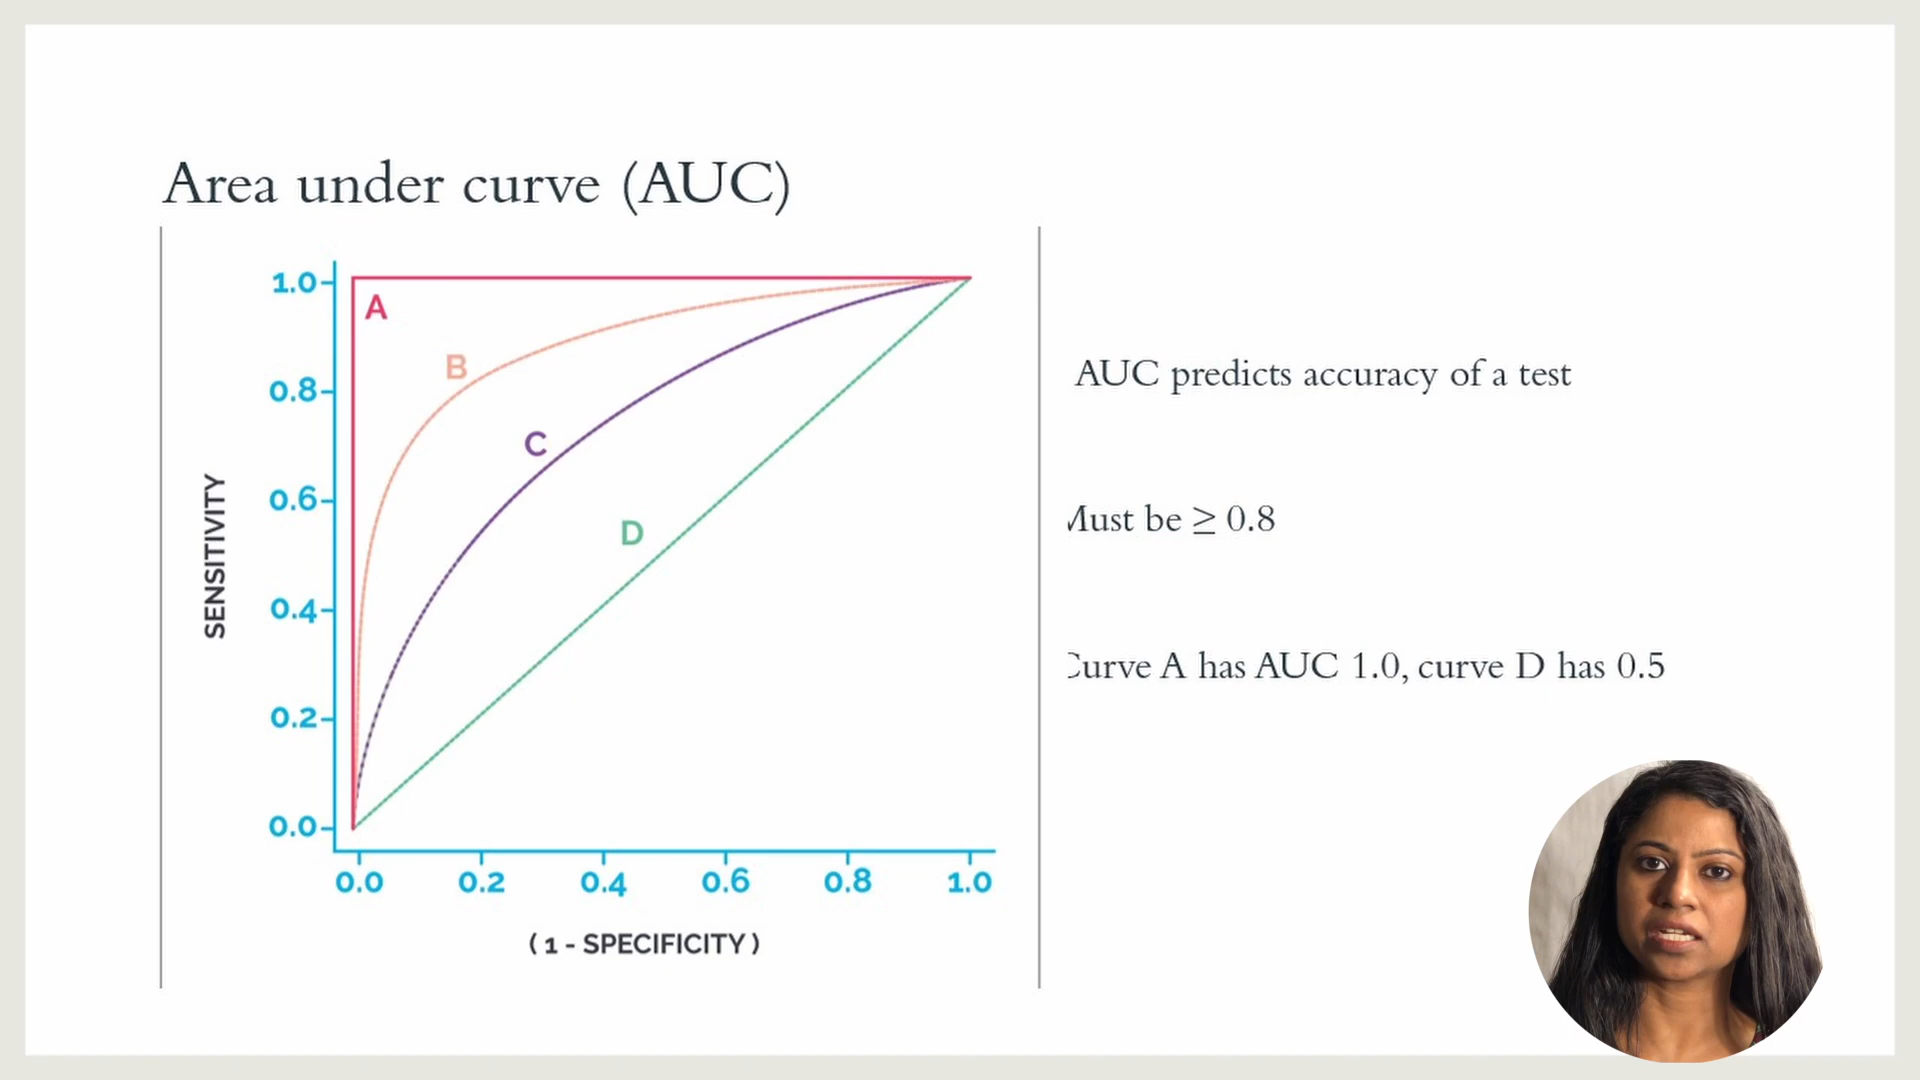 Area under curve (AUC)
1.0
0.8
0.6
0.4
0.2
0.0
SENSITIVITY
A
B
C
D
0.0 0.2 0.4 0.6 0.8 1.0
( 1 - SPECIFICITY )
AUC predicts accuracy of a test
Must be ≥ 0.8
Curve A has AUC 1.0, curve D has 0.5